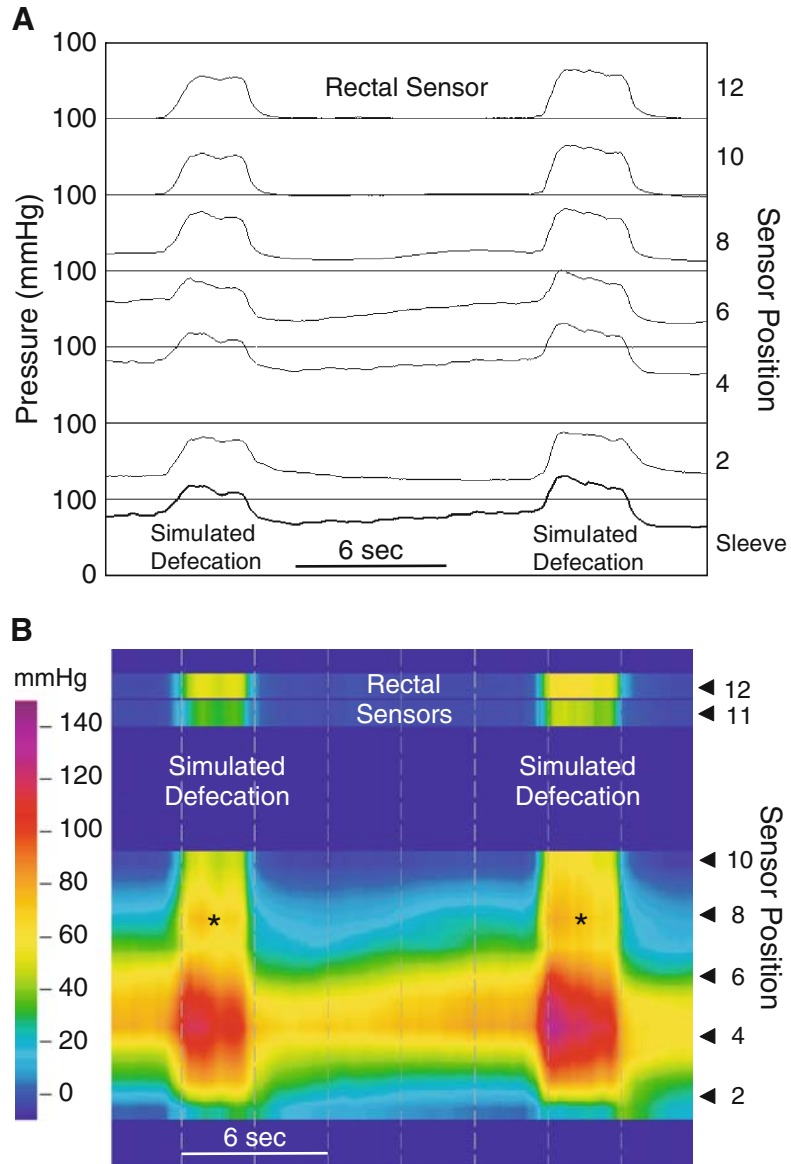 A
100
100
100
100
100
100
100
0
Pressure (mmHg)
Rectal Sensor
12
10
8
6
4
2
Sleeve
Sensor Position
Simulated
Defecation
6 sec
Simulated
Defecation
B
mmHg
140
120
100
80
60
40
20
0
Rectal
Sensors
12
11
Simulated
Defecation
Simulated
Defecation
*
*
10
8
6
4
2
Sensor Position
6 sec